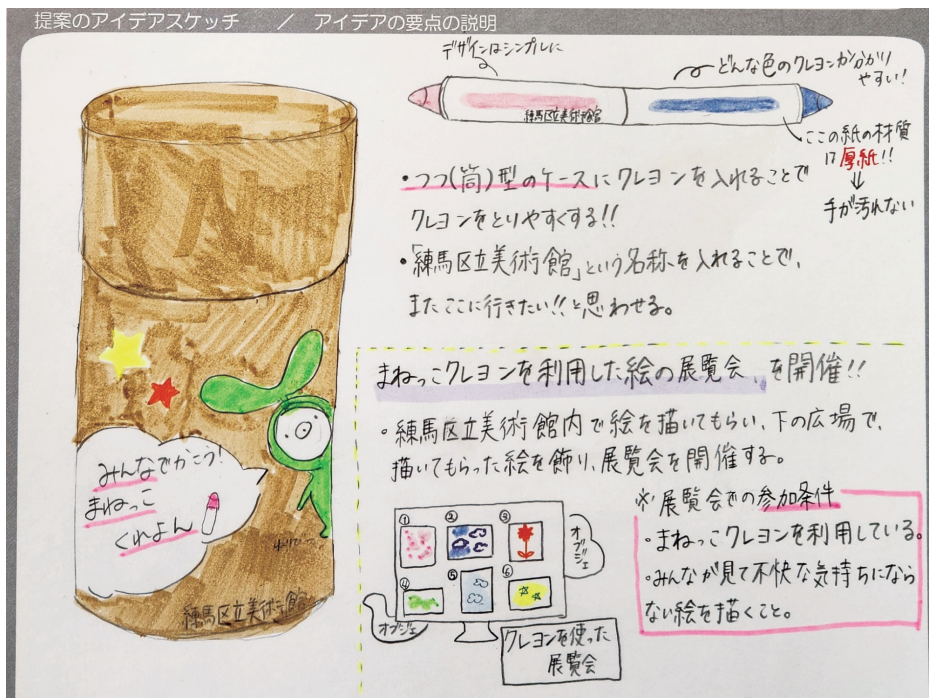 提案のアイデアスケッチ / アイデアの要点の説明
デザインはシンプルに
どんな色のクレヨンか分かり
やすい!
練馬区立美術館
ここの紙の材質
は厚紙!!
手が汚れない
・つつ(筒)型のケースにクレヨンを入れることで
クレヨンをとりやすくする!!
・「練馬区立美術館」という名称を入れることで、
またここに行きたい!!と思わせる。
みんなでかこう!
まねっこ
くれよん
練馬区立美術館
まねっこクレヨンを利用した絵の展覧会、を開催!!
・練馬区立美術館内で絵を描いてもらい、下の広場で、
描いてもらった絵を飾り、展覧会を開催する。
① ② ③
④ ⑤ ⑥
オブジェ
オブジェ
クレヨンを使った
展覧会
※展覧会での参加条件
・まねっこクレヨンを利用している。
・みんなが見て不快な気持ちになら
ない絵を描くこと。